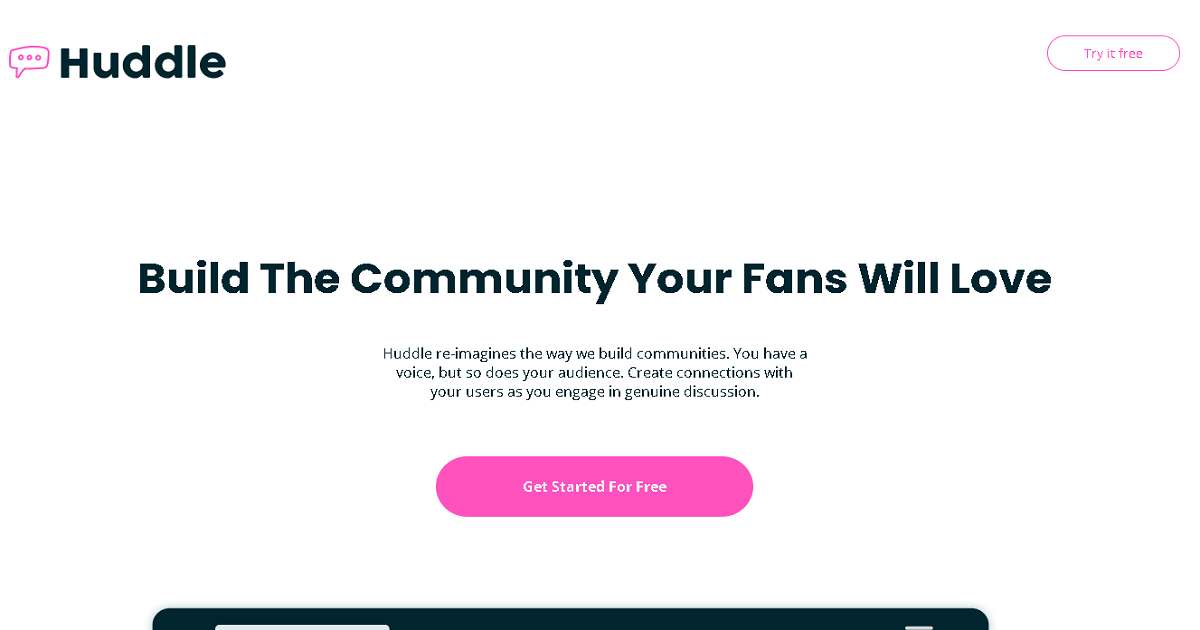 Huddle
Try it free
Build The Community Your Fans Will Love
Huddle re-imagines the way we build communities. You have a
voice, but so does your audience. Create connections with
your users as you engage in genuine discussion.
Get Started For Free